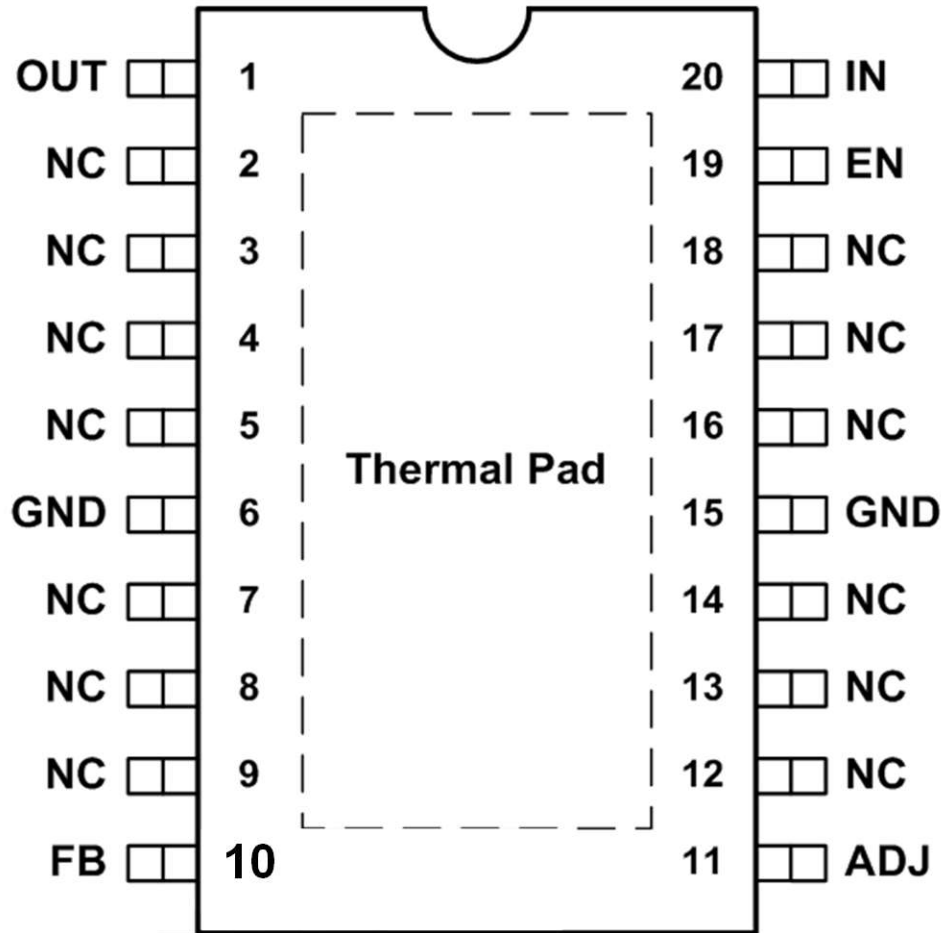 OUT 1 20 IN
NC 2 19 EN
NC 3 18 NC
NC 4 17 NC
NC 5 16 NC
Thermal Pad
GND 6 15 GND
NC 7 14 NC
NC 8 13 NC
NC 9 12 NC
FB 10 11 ADJ